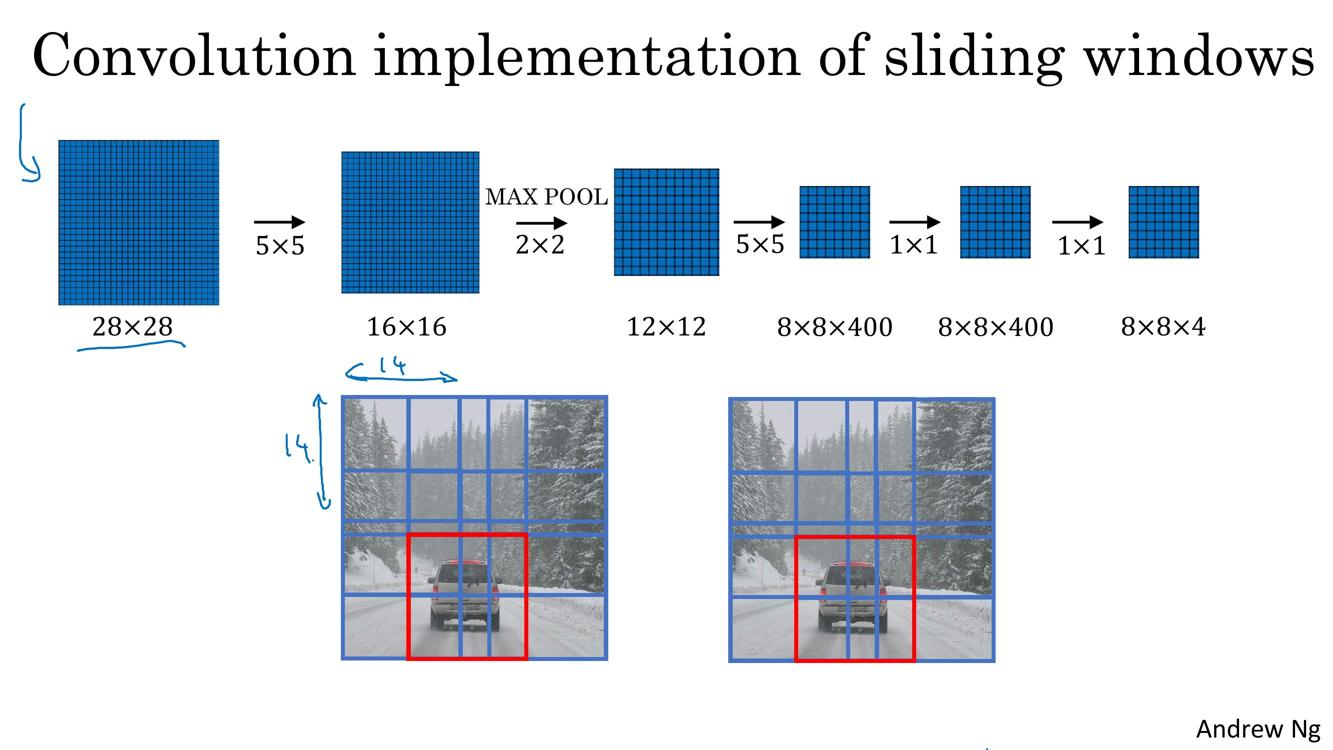 Convolution implementation of sliding windows
MAX POOL
5×5 2×2 5×5 1×1 1×1
28×28 16×16 12×12 8×8×400 8×8×400 8×8×4
14
14
Andrew Ng